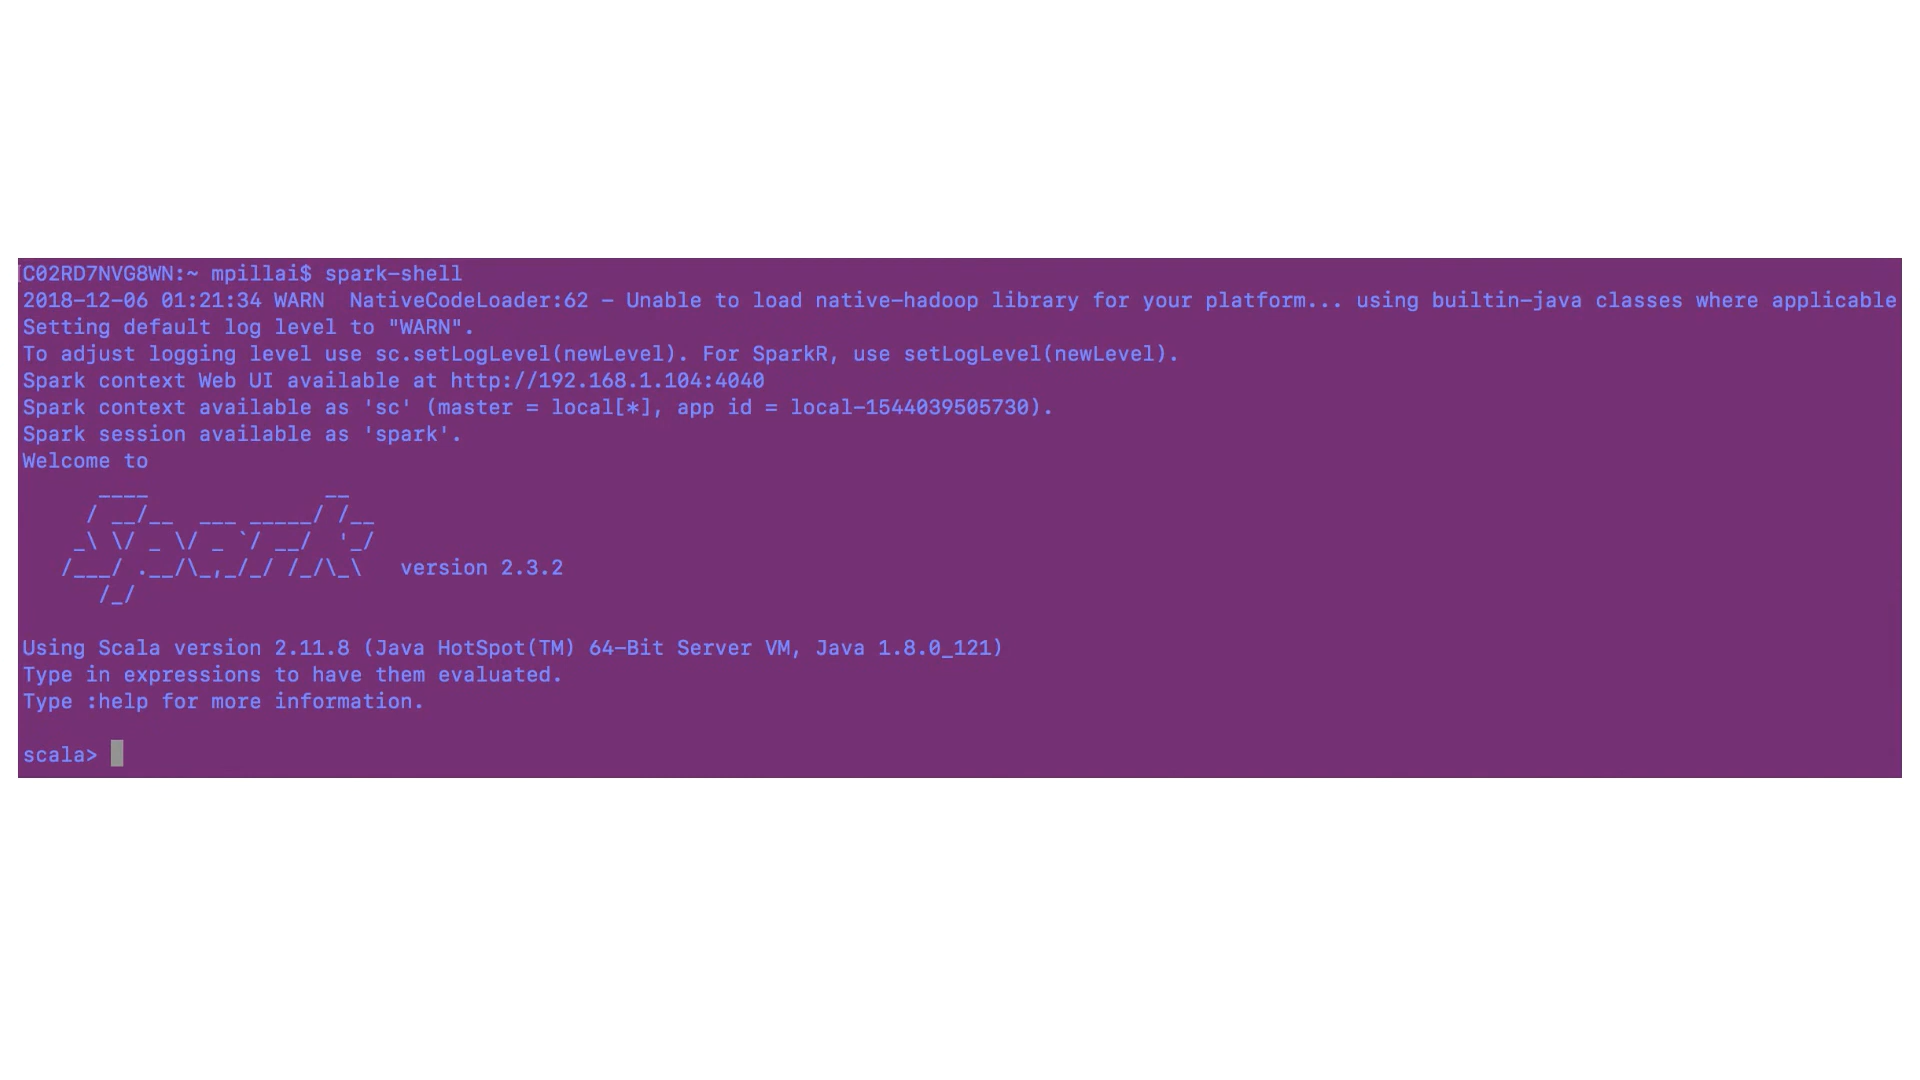 C02RD7NVG8WN:~ mpillai$ spark-shell
2018-12-06 01:21:34 WARN  NativeCodeLoader:62 - Unable to load native-hadoop library for your platform... using builtin-java classes where applicable
Setting default log level to "WARN".
To adjust logging level use sc.setLogLevel(newLevel). For SparkR, use setLogLevel(newLevel).
Spark context Web UI available at http://192.168.1.104:4040
Spark context available as 'sc' (master = local[*], app id = local-1544039505730).
Spark session available as 'spark'.
Welcome to
      ____              __
     / __/__  ___ _____/ /__
    _\ \/ _ \/ _ `/ __/  '_/
   /___/ .__/\_,_/_/ /_/\_\   version 2.3.2
      /_/
Using Scala version 2.11.8 (Java HotSpot(TM) 64-Bit Server VM, Java 1.8.0_121)
Type in expressions to have them evaluated.
Type :help for more information.
scala>